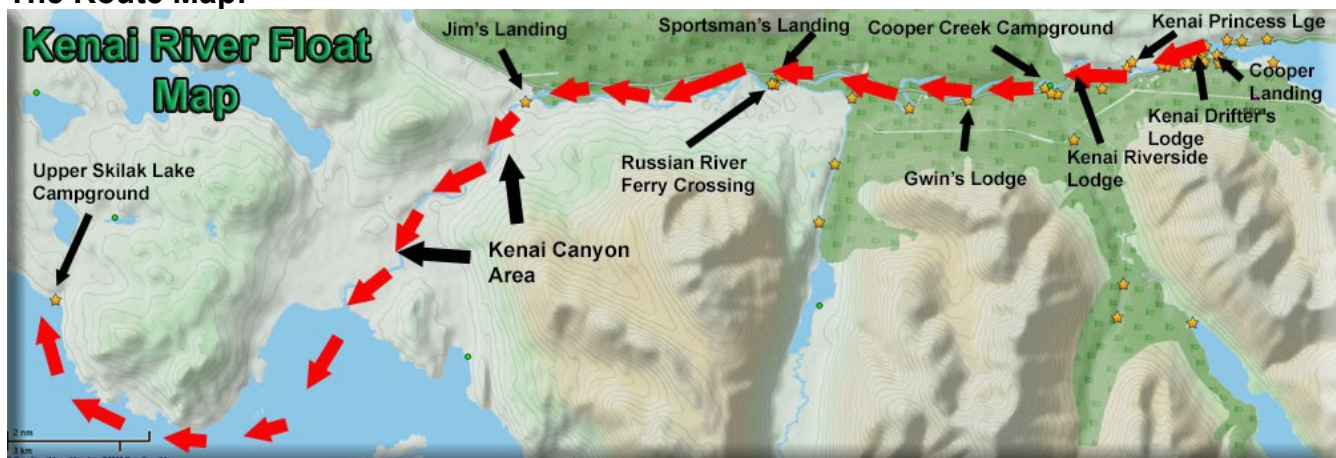 The Route Map:
Kenai River Float
Map
Jim's Landing
Sportsman's Landing
Cooper Creek Campground
Kenai Princess Lge
Cooper
Landing
Kenai Drifter's
Lodge
Kenai Riverside
Lodge
Gwin's Lodge
Russian River
Ferry Crossing
Upper Skilak Lake
Campground
Kenai Canyon
Area
2 nm
3 km